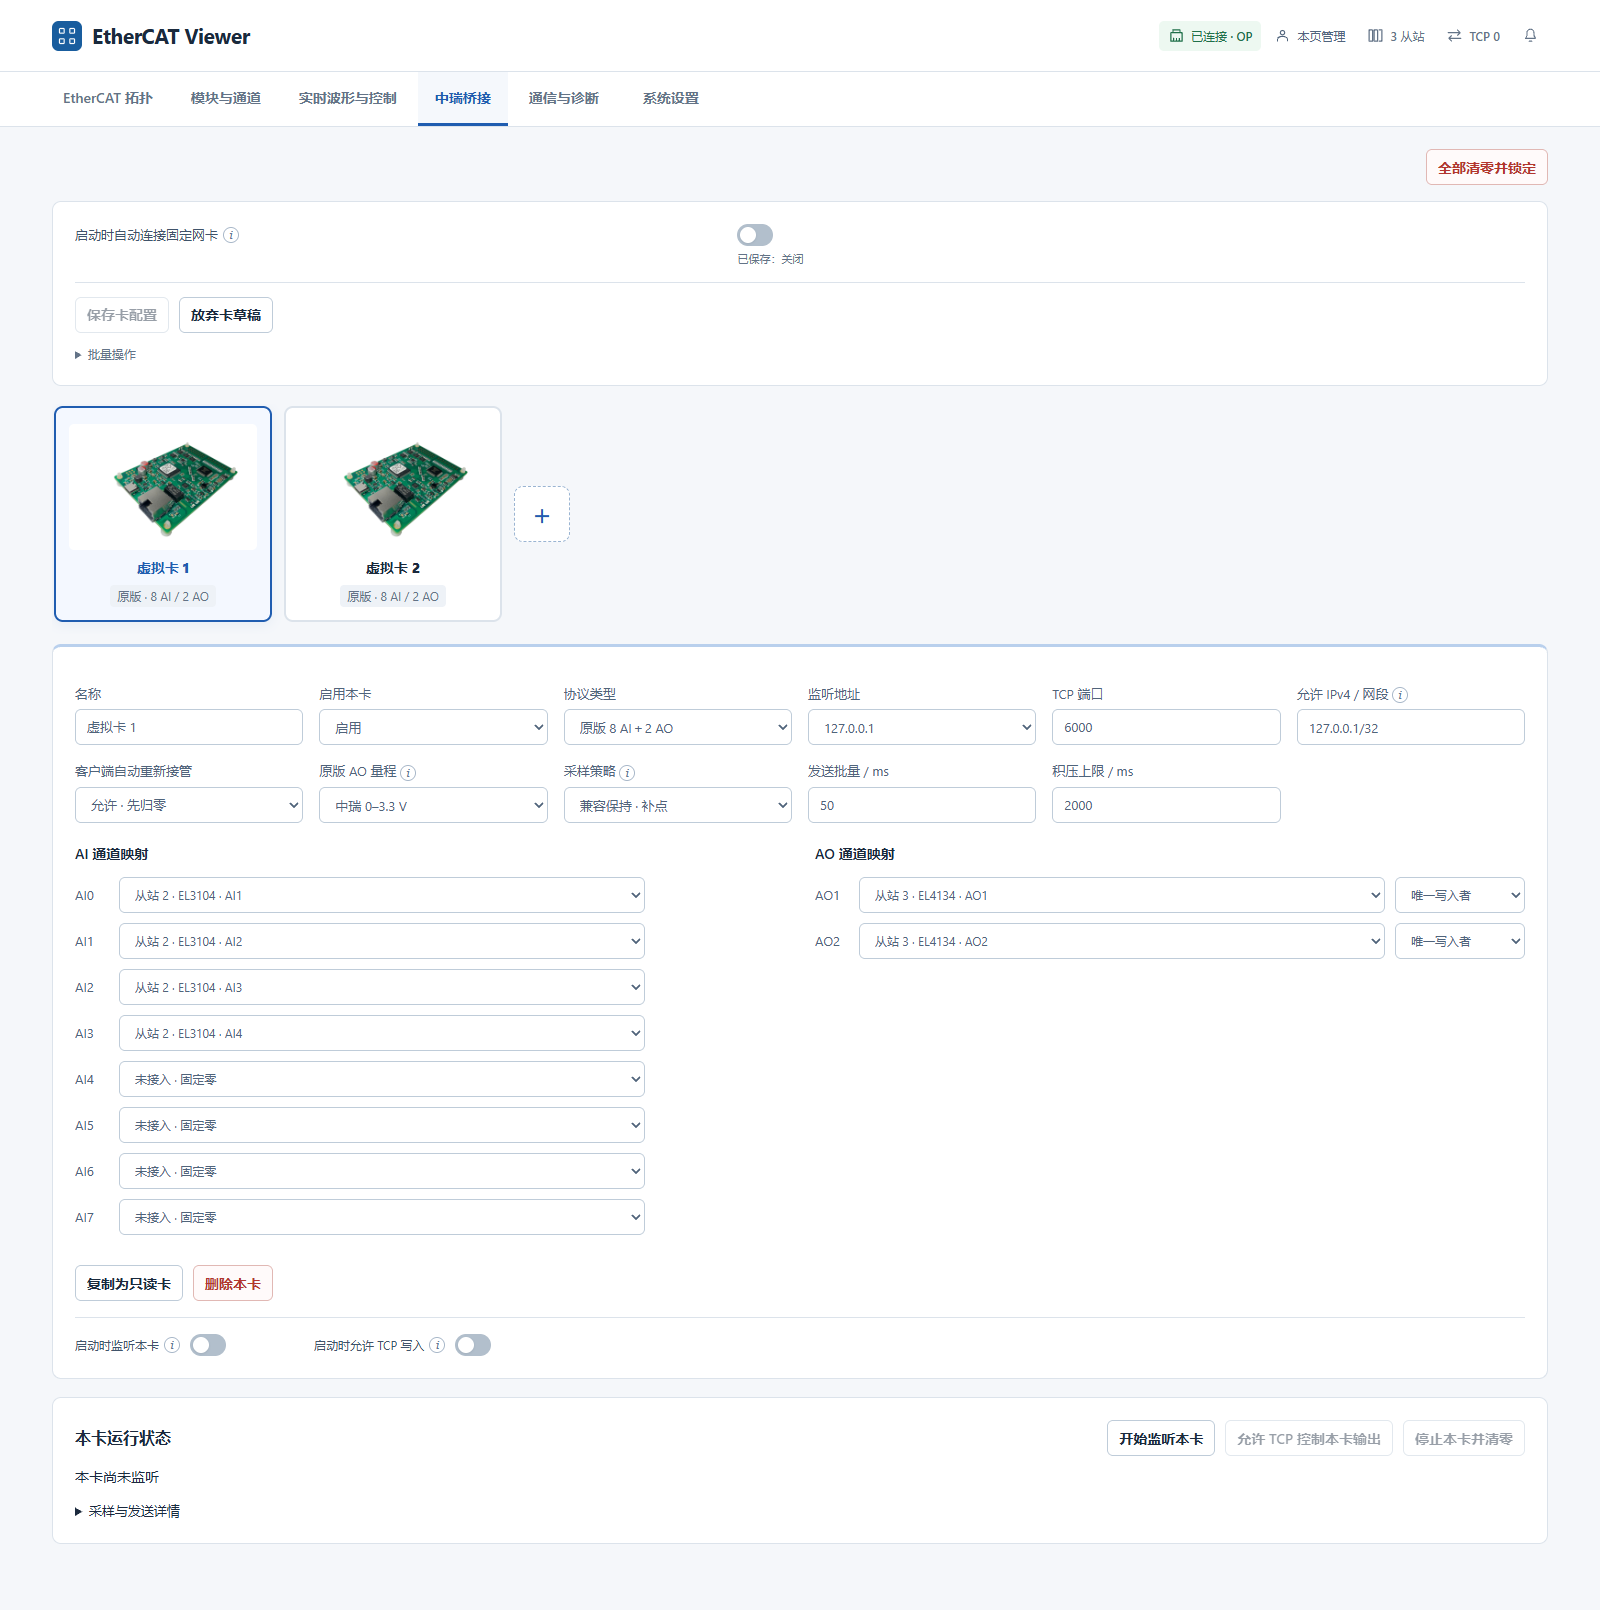 EtherCAT Viewer
已连接 · OP
本页管理
3 从站
TCP 0
EtherCAT 拓扑
模块与通道
实时波形与控制
中瑞桥接
通信与诊断
系统设置
全部清零并锁定
启动时自动连接固定网卡 i
已保存：关闭
保存卡配置
放弃卡草稿
批量操作
虚拟卡 1
原版 · 8 AI / 2 AO
虚拟卡 2
原版 · 8 AI / 2 AO
+
名称
启用本卡
协议类型
监听地址
TCP 端口
允许 IPv4 / 网段 i
虚拟卡 1
启用
原版 8 AI + 2 AO
127.0.0.1
6000
127.0.0.1/32
客户端自动重新接管
原版 AO 量程 i
采样策略 i
发送批量 / ms
积压上限 / ms
允许 · 先归零
中瑞 0–3.3 V
兼容保持 · 补点
50
2000
AI 通道映射
AI0 从站 2 · EL3104 · AI1
AI1 从站 2 · EL3104 · AI2
AI2 从站 2 · EL3104 · AI3
AI3 从站 2 · EL3104 · AI4
AI4 未接入 · 固定零
AI5 未接入 · 固定零
AI6 未接入 · 固定零
AI7 未接入 · 固定零
AO 通道映射
AO1 从站 3 · EL4134 · AO1 唯一写入者
AO2 从站 3 · EL4134 · AO2 唯一写入者
复制为只读卡
删除本卡
启动时监听本卡 i
启动时允许 TCP 写入 i
本卡运行状态
开始监听本卡
允许 TCP 控制本卡输出
停止本卡并清零
本卡尚未监听
采样与发送详情